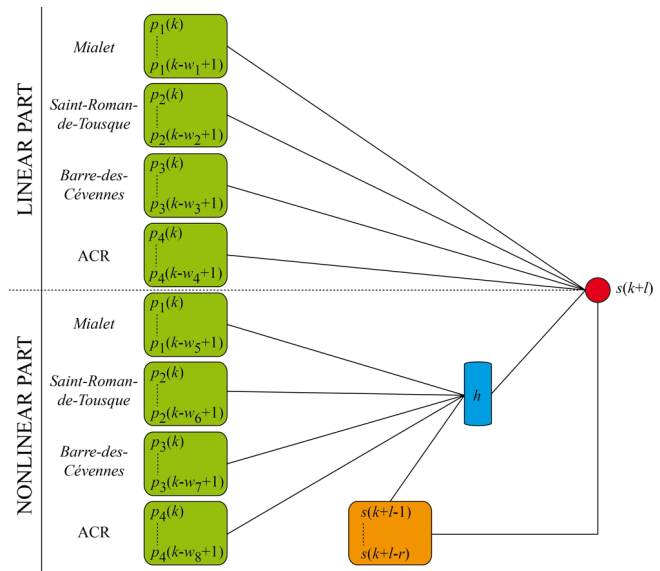 LINEAR PART
Mialet
p1(k)
p1(k-w1+1)
Saint-Roman-
de-Tousque
p2(k)
p2(k-w2+1)
Barre-des-
Cévennes
p3(k)
p3(k-w3+1)
ACR
p4(k)
p4(k-w4+1)
s(k+l)
NONLINEAR PART
Mialet
p1(k)
p1(k-w5+1)
Saint-Roman-
de-Tousque
p2(k)
p2(k-w6+1)
h
Barre-des-
Cévennes
p3(k)
p3(k-w7+1)
ACR
p4(k)
p4(k-w8+1)
s(k+l-1)
s(k+l-r)